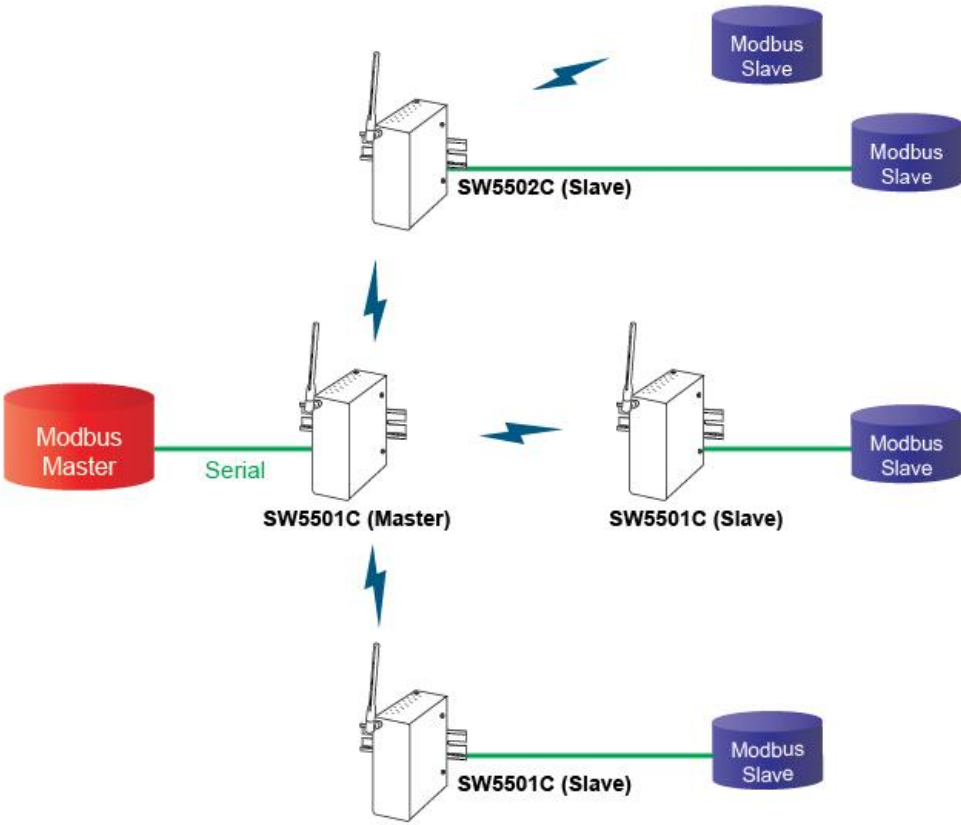 Modbus
Slave
Modbus
Slave
SW5502C (Slave)
Modbus
Master
Serial
Modbus
Slave
SW5501C (Master)
SW5501C (Slave)
Modbus
Slave
SW5501C (Slave)